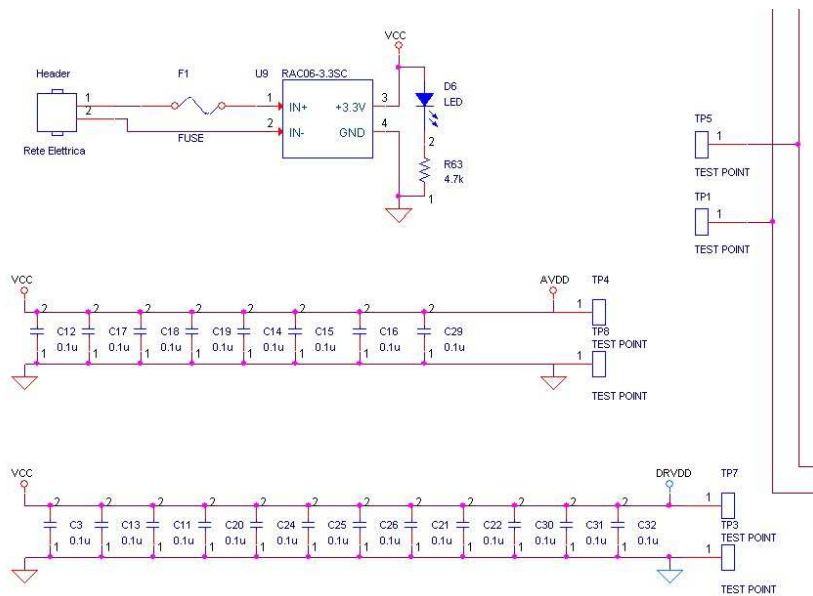 VCC
Header F1 U9 RAC06-3.3SC
D6
LED
1 1 IN+ +3.3V 3
2 2 IN- GND 4
FUSE
Rete Elettrica
2
R63
4.7k
1
TP5
1
TEST POINT
TP1
1
TEST POINT
VCC AVDD TP4
2 2 2 2 2 2 2 2 1
C12 C17 C18 C19 C14 C15 C16 C29 TP8
0.1u 0.1u 0.1u 0.1u 0.1u 0.1u 0.1u 0.1u TEST POINT
1 1 1 1 1 1 1 1 1
TEST POINT
VCC DRVDD TP7
2 2 2 2 2 2 2 2 2 2 2 2 1
C3 C13 C11 C20 C24 C25 C26 C21 C22 C30 C31 C32 TP3
0.1u 0.1u 0.1u 0.1u 0.1u 0.1u 0.1u 0.1u 0.1u 0.1u 0.1u 0.1u TEST POINT
1 1 1 1 1 1 1 1 1 1 1 1 1
TEST POINT